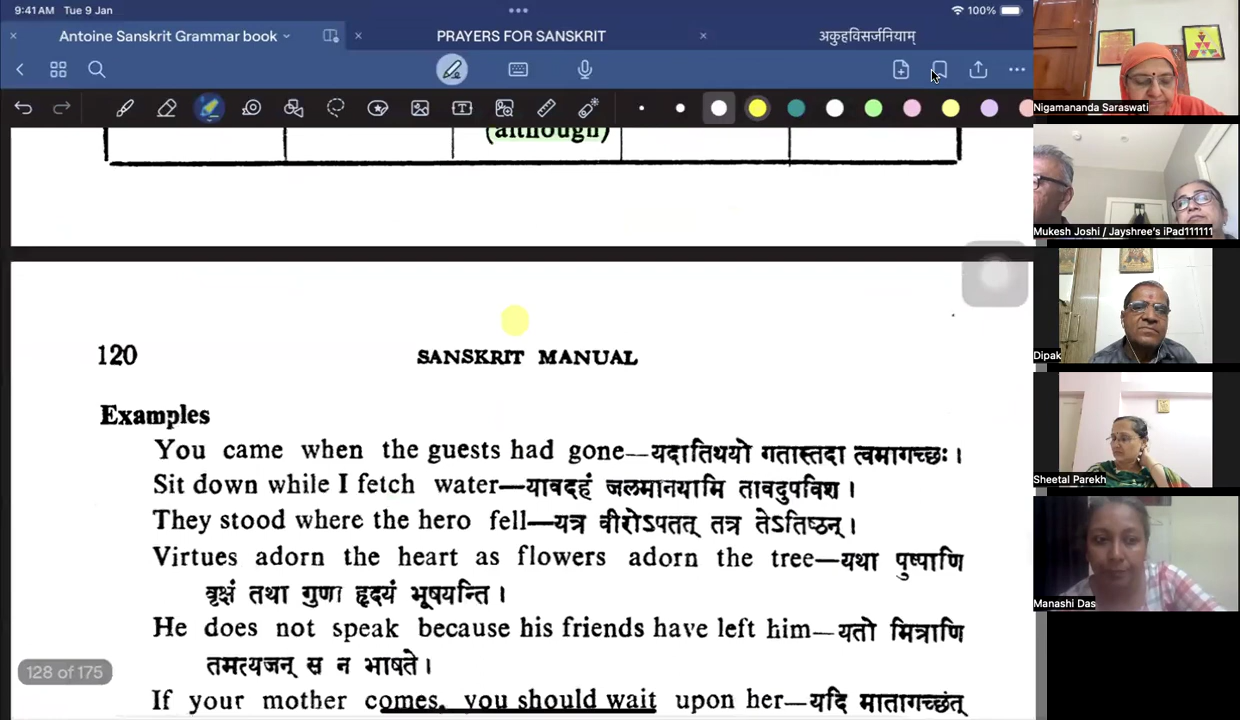 9:41 AM Tue 9 Jan
100%
Antoine Sanskrit Grammar book
PRAYERS FOR SANSKRIT
अकुहविसर्जनियाम्
(although)
120
SANSKRIT MANUAL
Examples
You came when the guests had gone—यदातिथयो गतास्तदा त्वमागच्छः।
Sit down while I fetch water—यावदहं जलमानयामि तावदुपविश।
They stood where the hero fell—यत्र वीरोऽपतत् तत्र तेऽतिष्ठन्।
Virtues adorn the heart as flowers adorn the tree—यथा पुष्पाणि
वृक्षं तथा गुणा हृदयं भूषयन्ति।
He does not speak because his friends have left him—यतो मित्राणि
तमत्यजन् स न भाषते।
128 of 175
If your mother comes, you should wait upon her—यदि मातागच्छेत्
Nigamananda Saraswati
Mukesh Joshi / Jayshree's iPad111111
Dipak
Sheetal Parekh
Manashi Das